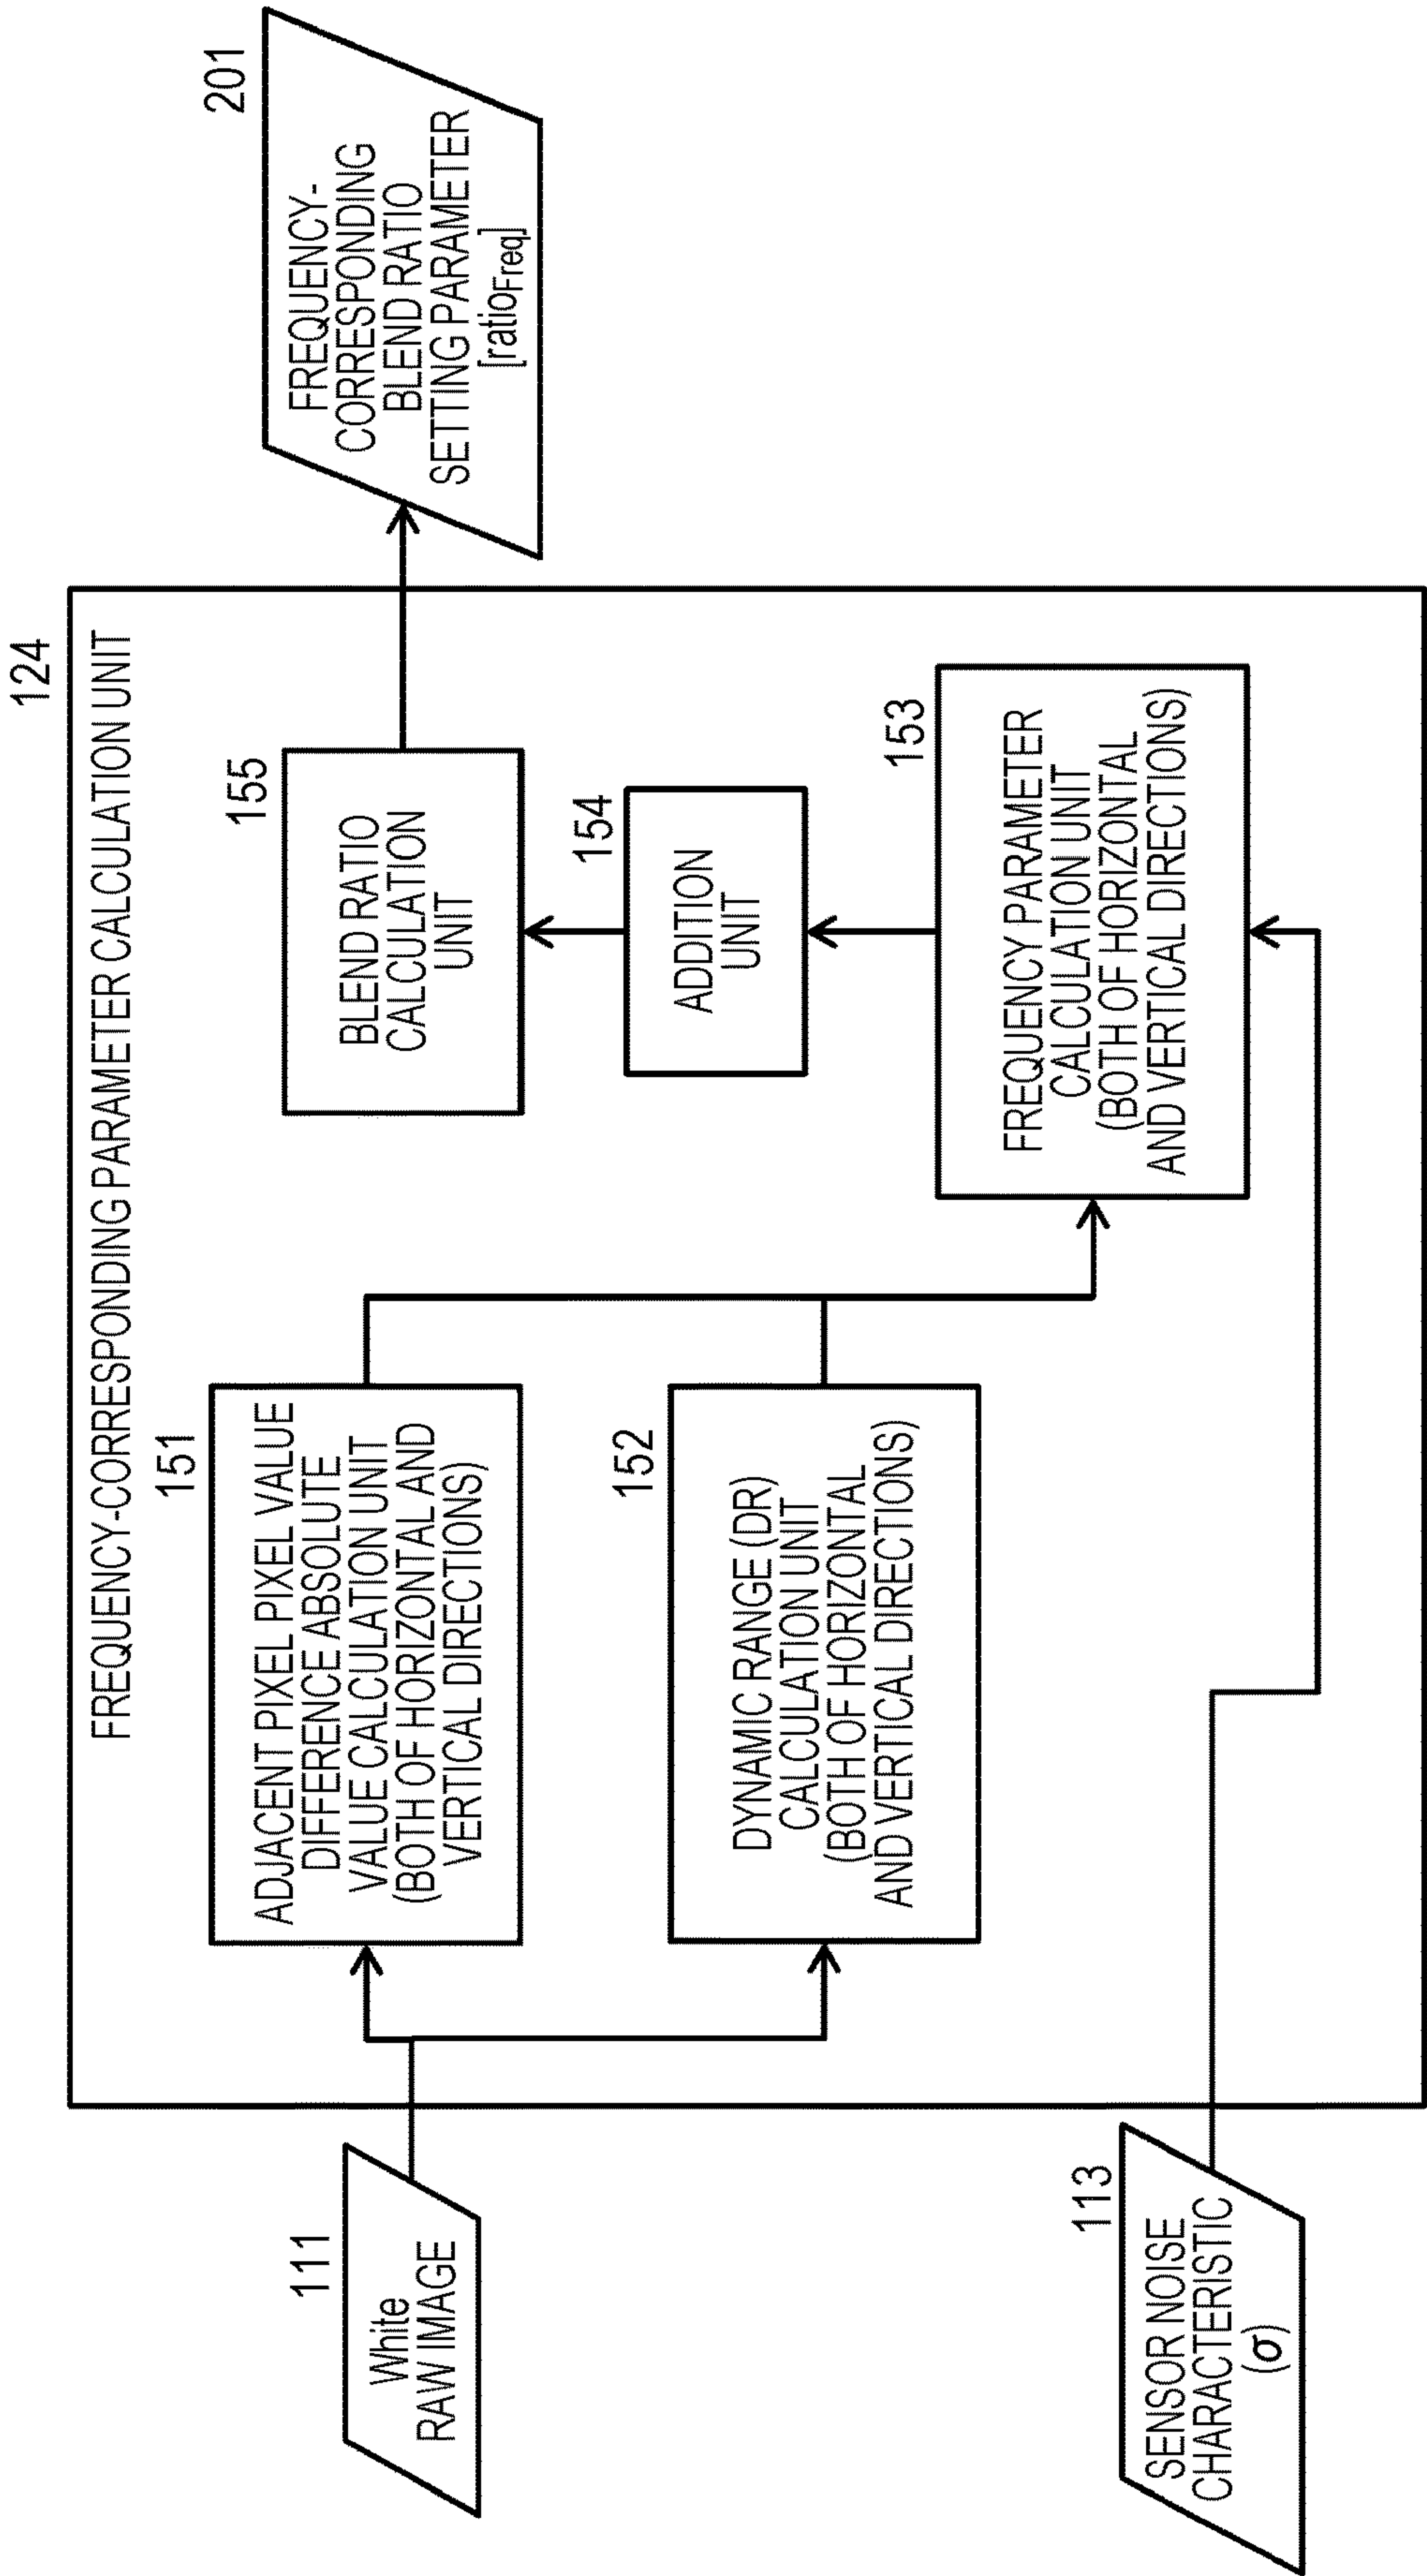 124
FREQUENCY-CORRESPONDING PARAMETER CALCULATION UNIT
111
White
RAW IMAGE
113
SENSOR NOISE
CHARACTERISTIC
(σ)
151
ADJACENT PIXEL PIXEL VALUE
DIFFERENCE ABSOLUTE
VALUE CALCULATION UNIT
(BOTH OF HORIZONTAL AND
VERTICAL DIRECTIONS)
152
DYNAMIC RANGE (DR)
CALCULATION UNIT
(BOTH OF HORIZONTAL
AND VERTICAL DIRECTIONS)
153
FREQUENCY PARAMETER
CALCULATION UNIT
(BOTH OF HORIZONTAL
AND VERTICAL DIRECTIONS)
154
ADDITION
UNIT
155
BLEND RATIO
CALCULATION
UNIT
201
FREQUENCY-
CORRESPONDING
BLEND RATIO
SETTING PARAMETER
[ratioFreq]